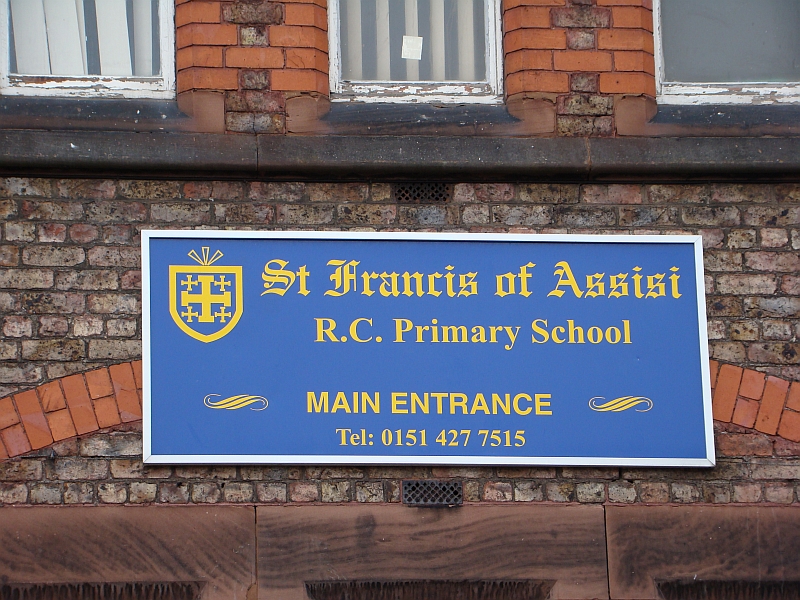 St Francis of Assisi
R.C. Primary School
MAIN ENTRANCE
Tel: 0151 427 7515